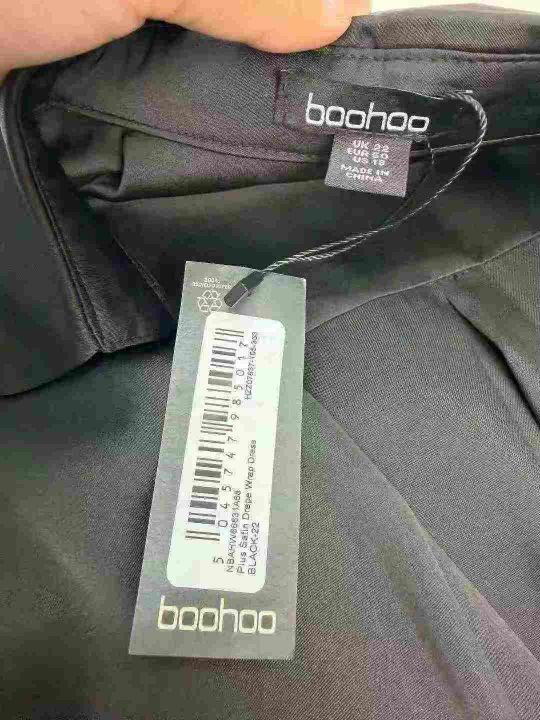 boohoo
UK 22
EUR 50
US 18
MADE IN
CHINA
100%
5 045747 985017
Plus Satin Drape Wrap Dress
BLACK-22
boohoo